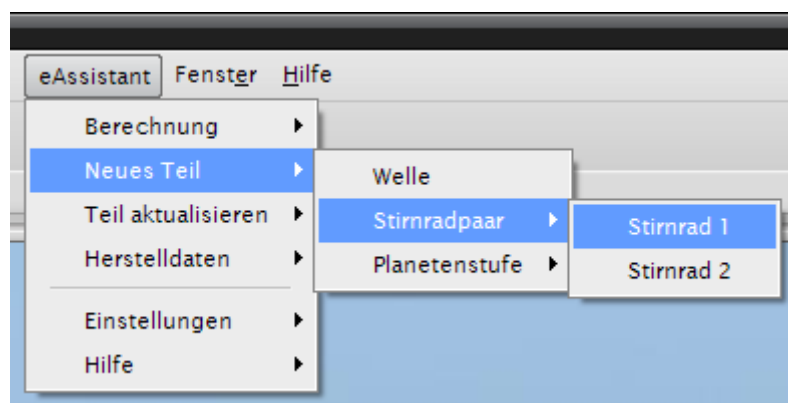 eAssistant Fenster Hilfe
Berechnung
Neues Teil
Teil aktualisieren
Herstelldaten
Einstellungen
Hilfe
Welle
Stirnradpaar
Planetenstufe
Stirnrad 1
Stirnrad 2